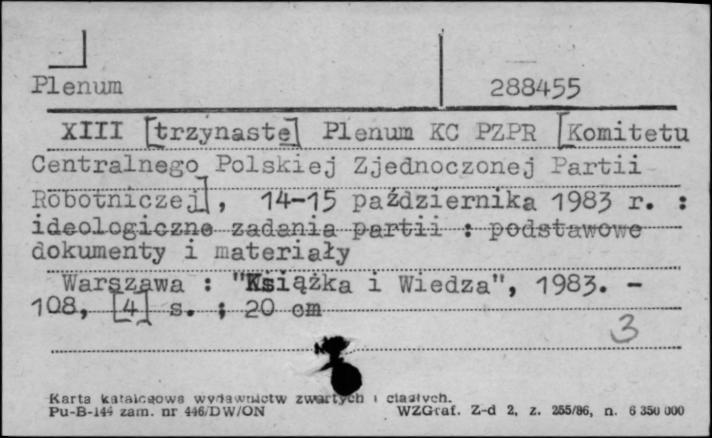 Plenum 288455
XIII [trzynaste] Plenum KC PZPR [Komitetu
Centralnego Polskiej Zjednoczonej Partii
Robotniczej], 14-15 października 1983 r. :
ideologiczne zadania partii : podstawowe
dokumenty i materiały
Warszawa : "Książka i Wiedza", 1983. -
108, [4] s. ; 20 cm
3
Karta katalogowa wydawnictw zwartych i ciągłych.
Pu-B-144 zam. nr 446/DW/ON WZGraf. Z-d 2, z. 255/86, n. 6 350 000